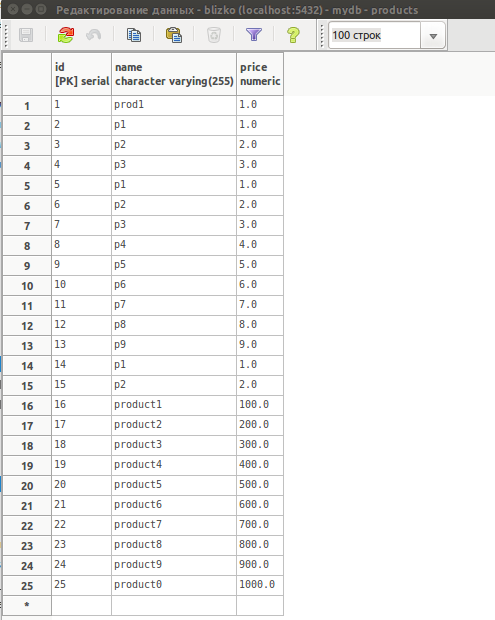 Редактирование данных - blizko (localhost:5432) - mydb - products
100 строк
id name price
[PK] serial character varying(255) numeric
1 1 prod1 1.0
2 2 p1 1.0
3 3 p2 2.0
4 4 p3 3.0
5 5 p1 1.0
6 6 p2 2.0
7 7 p3 3.0
8 8 p4 4.0
9 9 p5 5.0
10 10 p6 6.0
11 11 p7 7.0
12 12 p8 8.0
13 13 p9 9.0
14 14 p1 1.0
15 15 p2 2.0
16 16 product1 100.0
17 17 product2 200.0
18 18 product3 300.0
19 19 product4 400.0
20 20 product5 500.0
21 21 product6 600.0
22 22 product7 700.0
23 23 product8 800.0
24 24 product9 900.0
25 25 product0 1000.0
*